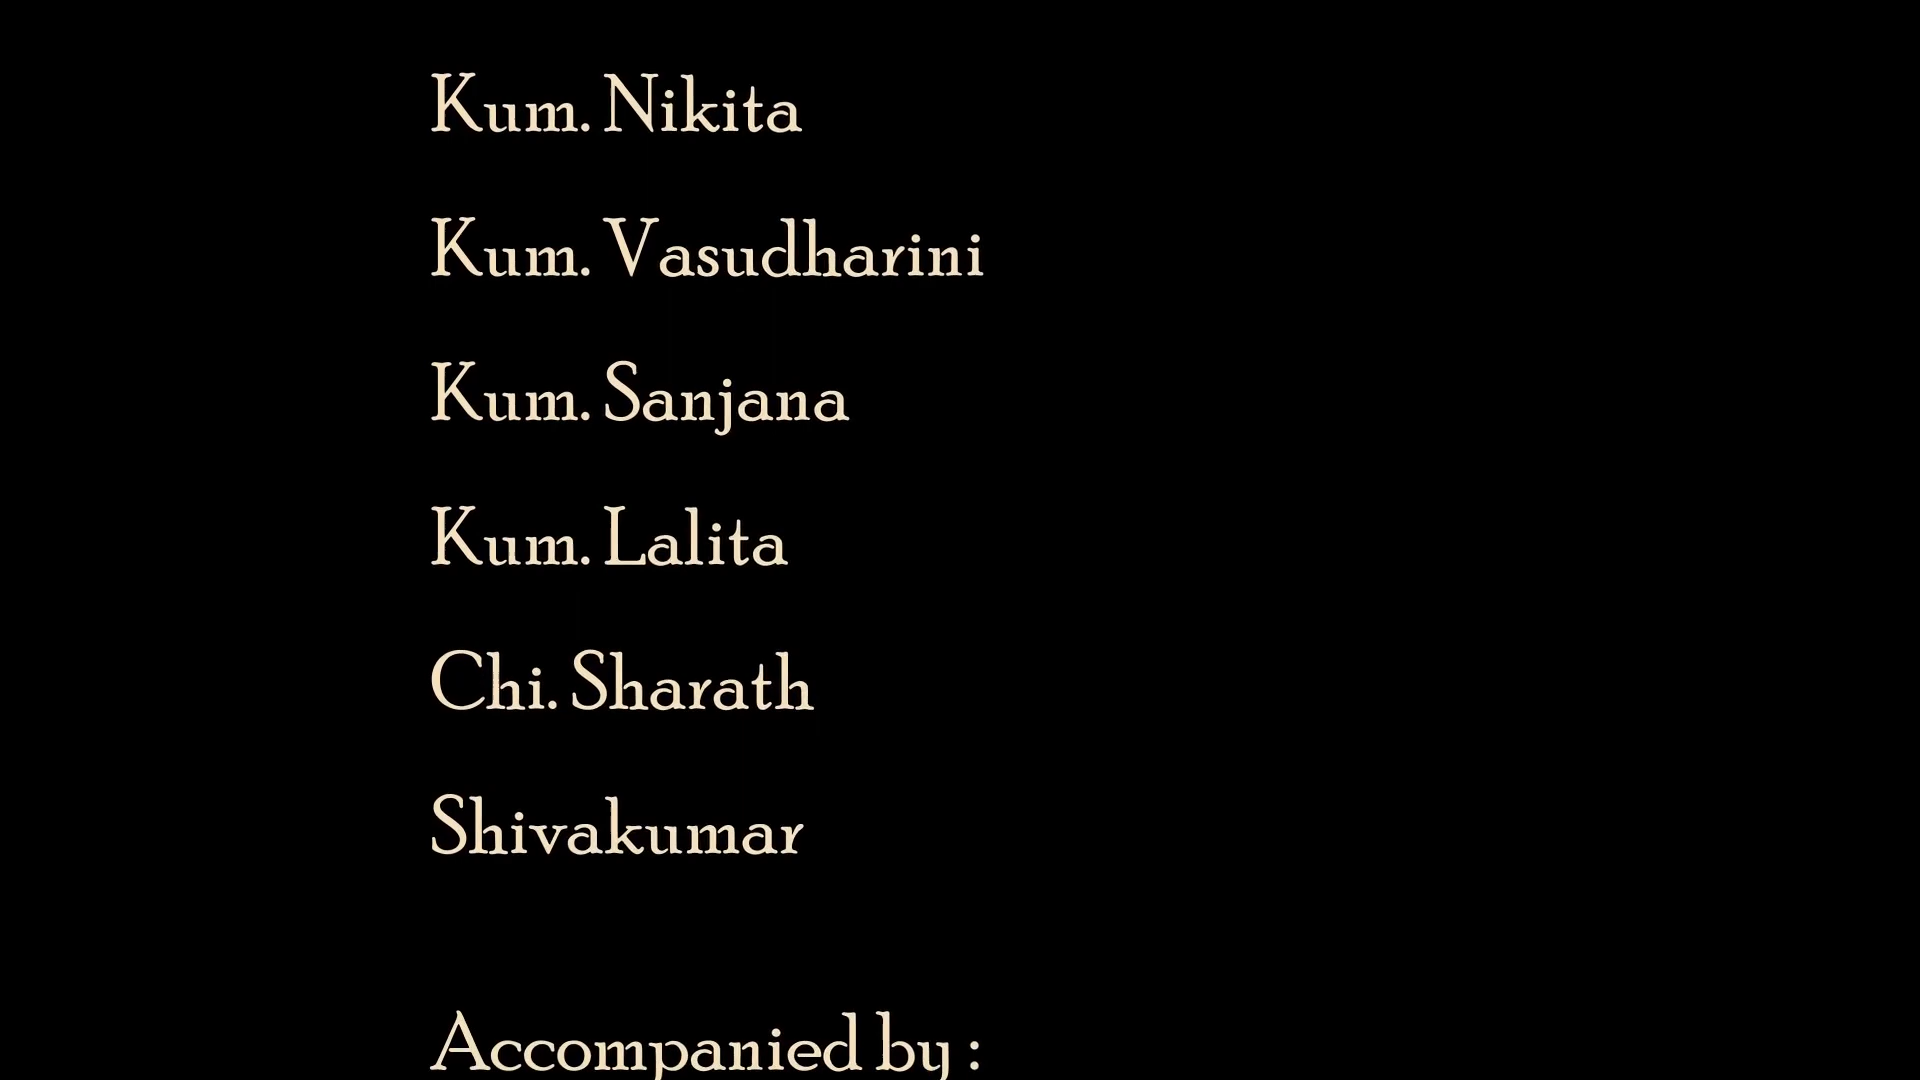 Kum. Nikita
Kum. Vasudharini
Kum. Sanjana
Kum. Lalita
Chi. Sharath
Shivakumar
Accompanied by :